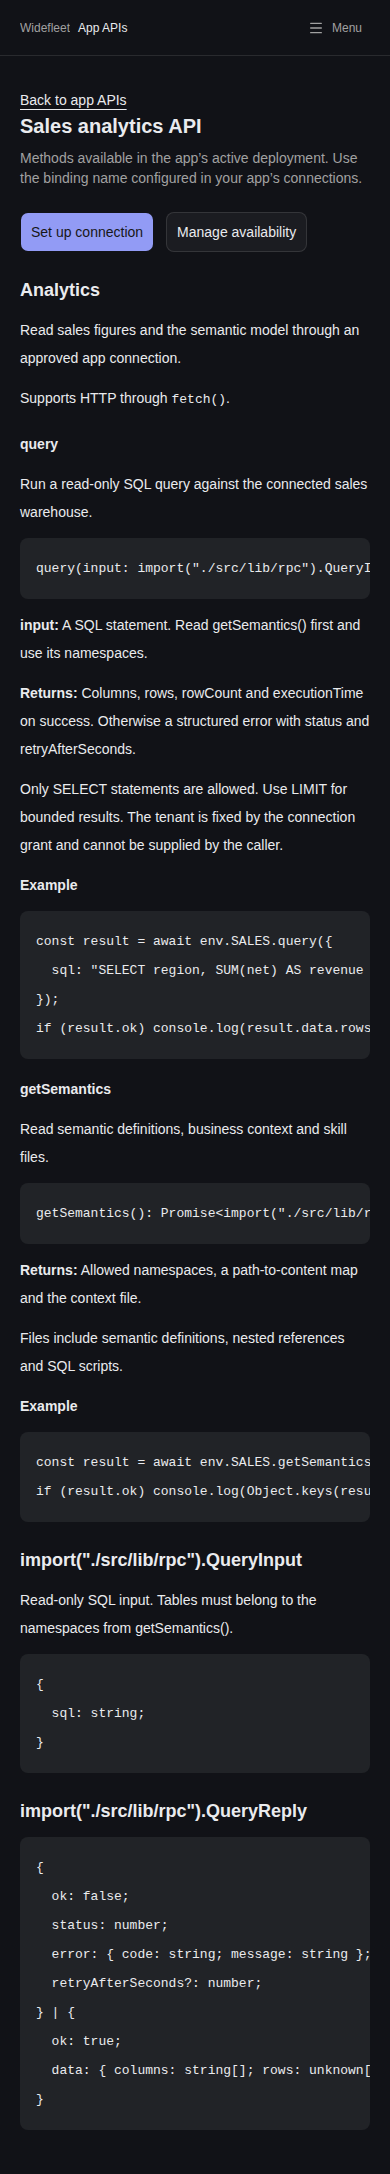 Widefleet App APIs Menu
Back to app APIs
Sales analytics API
Methods available in the app's active deployment. Use
the binding name configured in your app's connections.
Set up connection Manage availability
Analytics
Read sales figures and the semantic model through an
approved app connection.
Supports HTTP through fetch().
query
Run a read-only SQL query against the connected sales
warehouse.
query(input: import("./src/lib/rpc").QueryI
input: A SQL statement. Read getSemantics() first and
use its namespaces.
Returns: Columns, rows, rowCount and executionTime
on success. Otherwise a structured error with status and
retryAfterSeconds.
Only SELECT statements are allowed. Use LIMIT for
bounded results. The tenant is fixed by the connection
grant and cannot be supplied by the caller.
Example
const result = await env.SALES.query({
  sql: "SELECT region, SUM(net) AS revenue
});
if (result.ok) console.log(result.data.rows
getSemantics
Read semantic definitions, business context and skill
files.
getSemantics(): Promise<import("./src/lib/r
Returns: Allowed namespaces, a path-to-content map
and the context file.
Files include semantic definitions, nested references
and SQL scripts.
Example
const result = await env.SALES.getSemantics
if (result.ok) console.log(Object.keys(resu
import("./src/lib/rpc").QueryInput
Read-only SQL input. Tables must belong to the
namespaces from getSemantics().
{
  sql: string;
}
import("./src/lib/rpc").QueryReply
{
  ok: false;
  status: number;
  error: { code: string; message: string };
  retryAfterSeconds?: number;
} | {
  ok: true;
  data: { columns: string[]; rows: unknown[
}